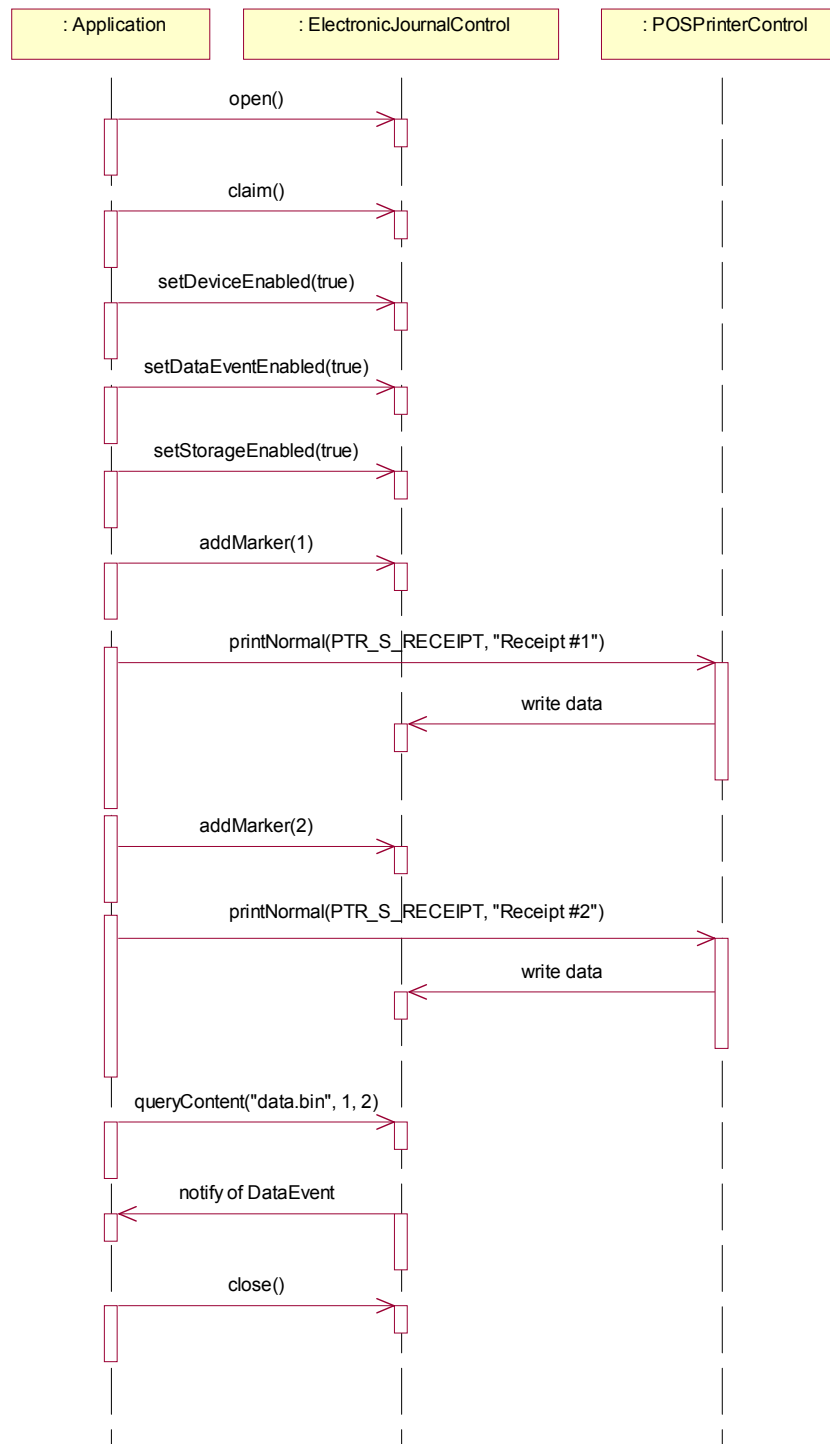 : Application
: ElectronicJournalControl
: POSPrinterControl
open()
claim()
setDeviceEnabled(true)
setDataEventEnabled(true)
setStorageEnabled(true)
addMarker(1)
printNormal(PTR_S_RECEIPT, "Receipt #1")
write data
addMarker(2)
printNormal(PTR_S_RECEIPT, "Receipt #2")
write data
queryContent("data.bin", 1, 2)
notify of DataEvent
close()